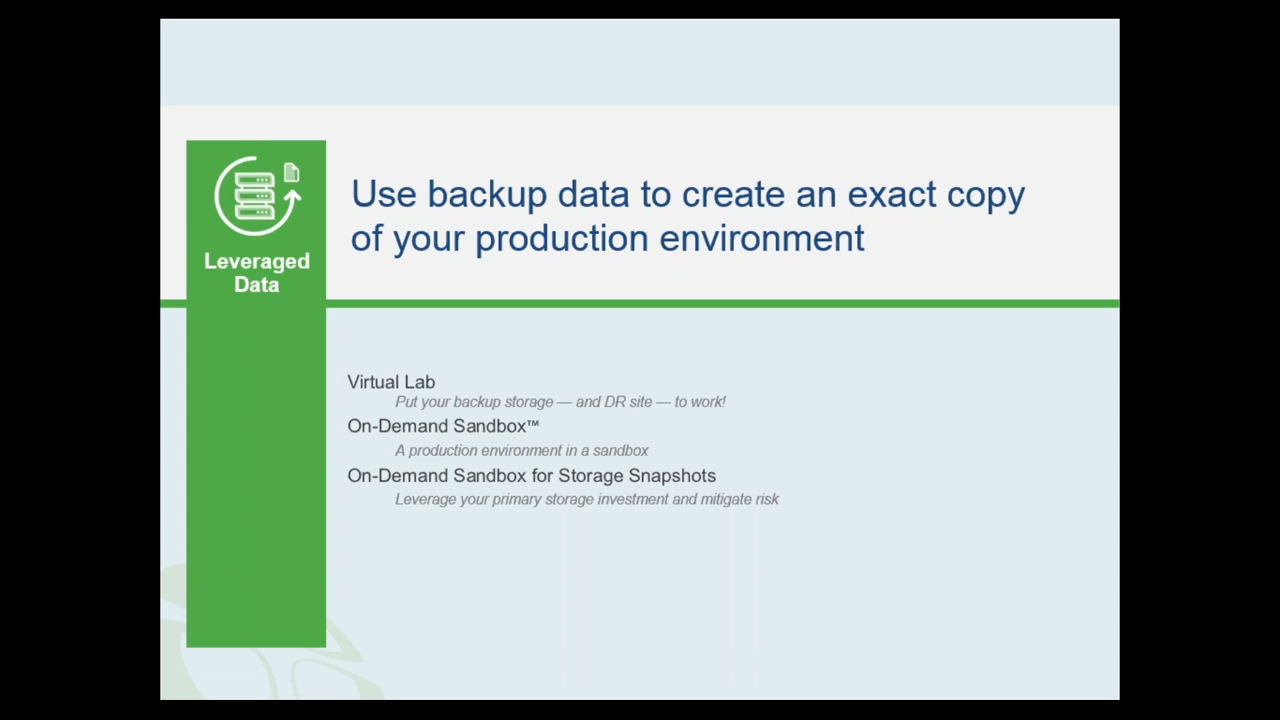 Leveraged
Data
Use backup data to create an exact copy
of your production environment
Virtual Lab
Put your backup storage — and DR site — to work!
On-Demand Sandbox™
A production environment in a sandbox
On-Demand Sandbox for Storage Snapshots
Leverage your primary storage investment and mitigate risk